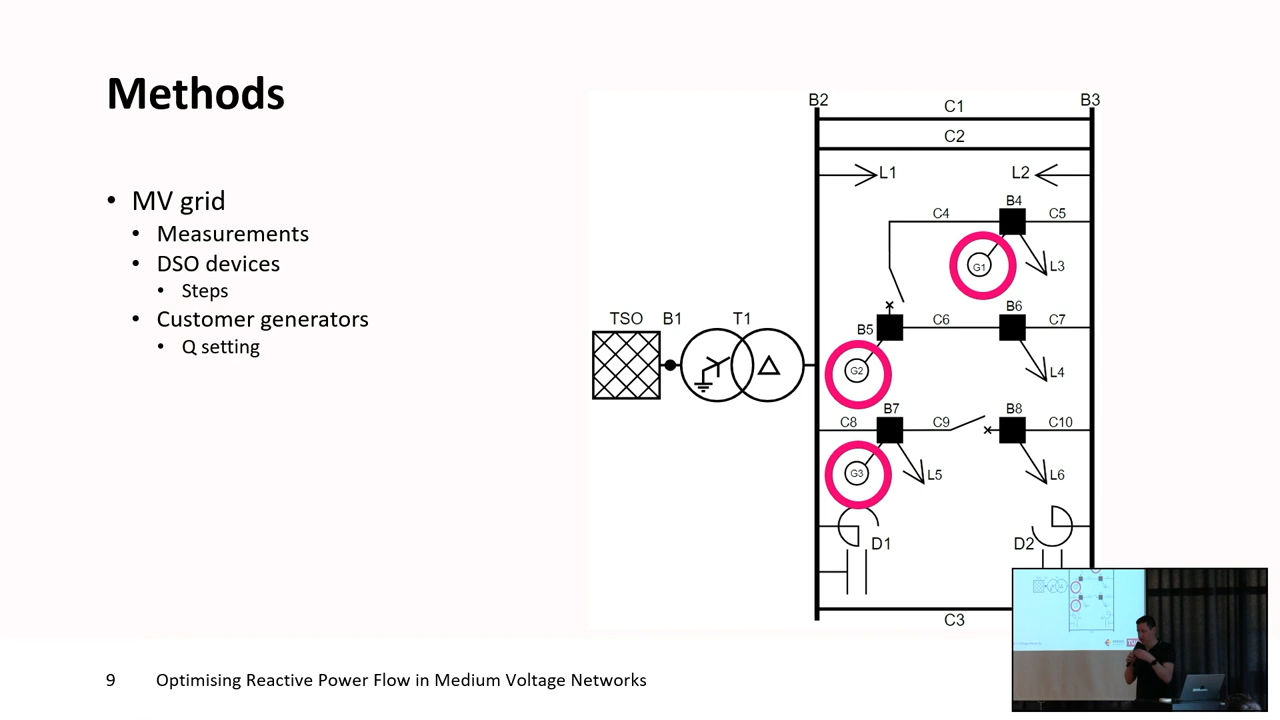 Methods
• MV grid
• Measurements
• DSO devices
• Steps
• Customer generators
• Q setting
B2
B3
C1
C2
L1
L2
B4
C4
C5
G1
L3
TSO
B1
T1
B5
C6
B6
C7
G2
L4
C8
B7
C9
B8
C10
G3
L5
L6
D1
D2
C3
9
Optimising Reactive Power Flow in Medium Voltage Networks